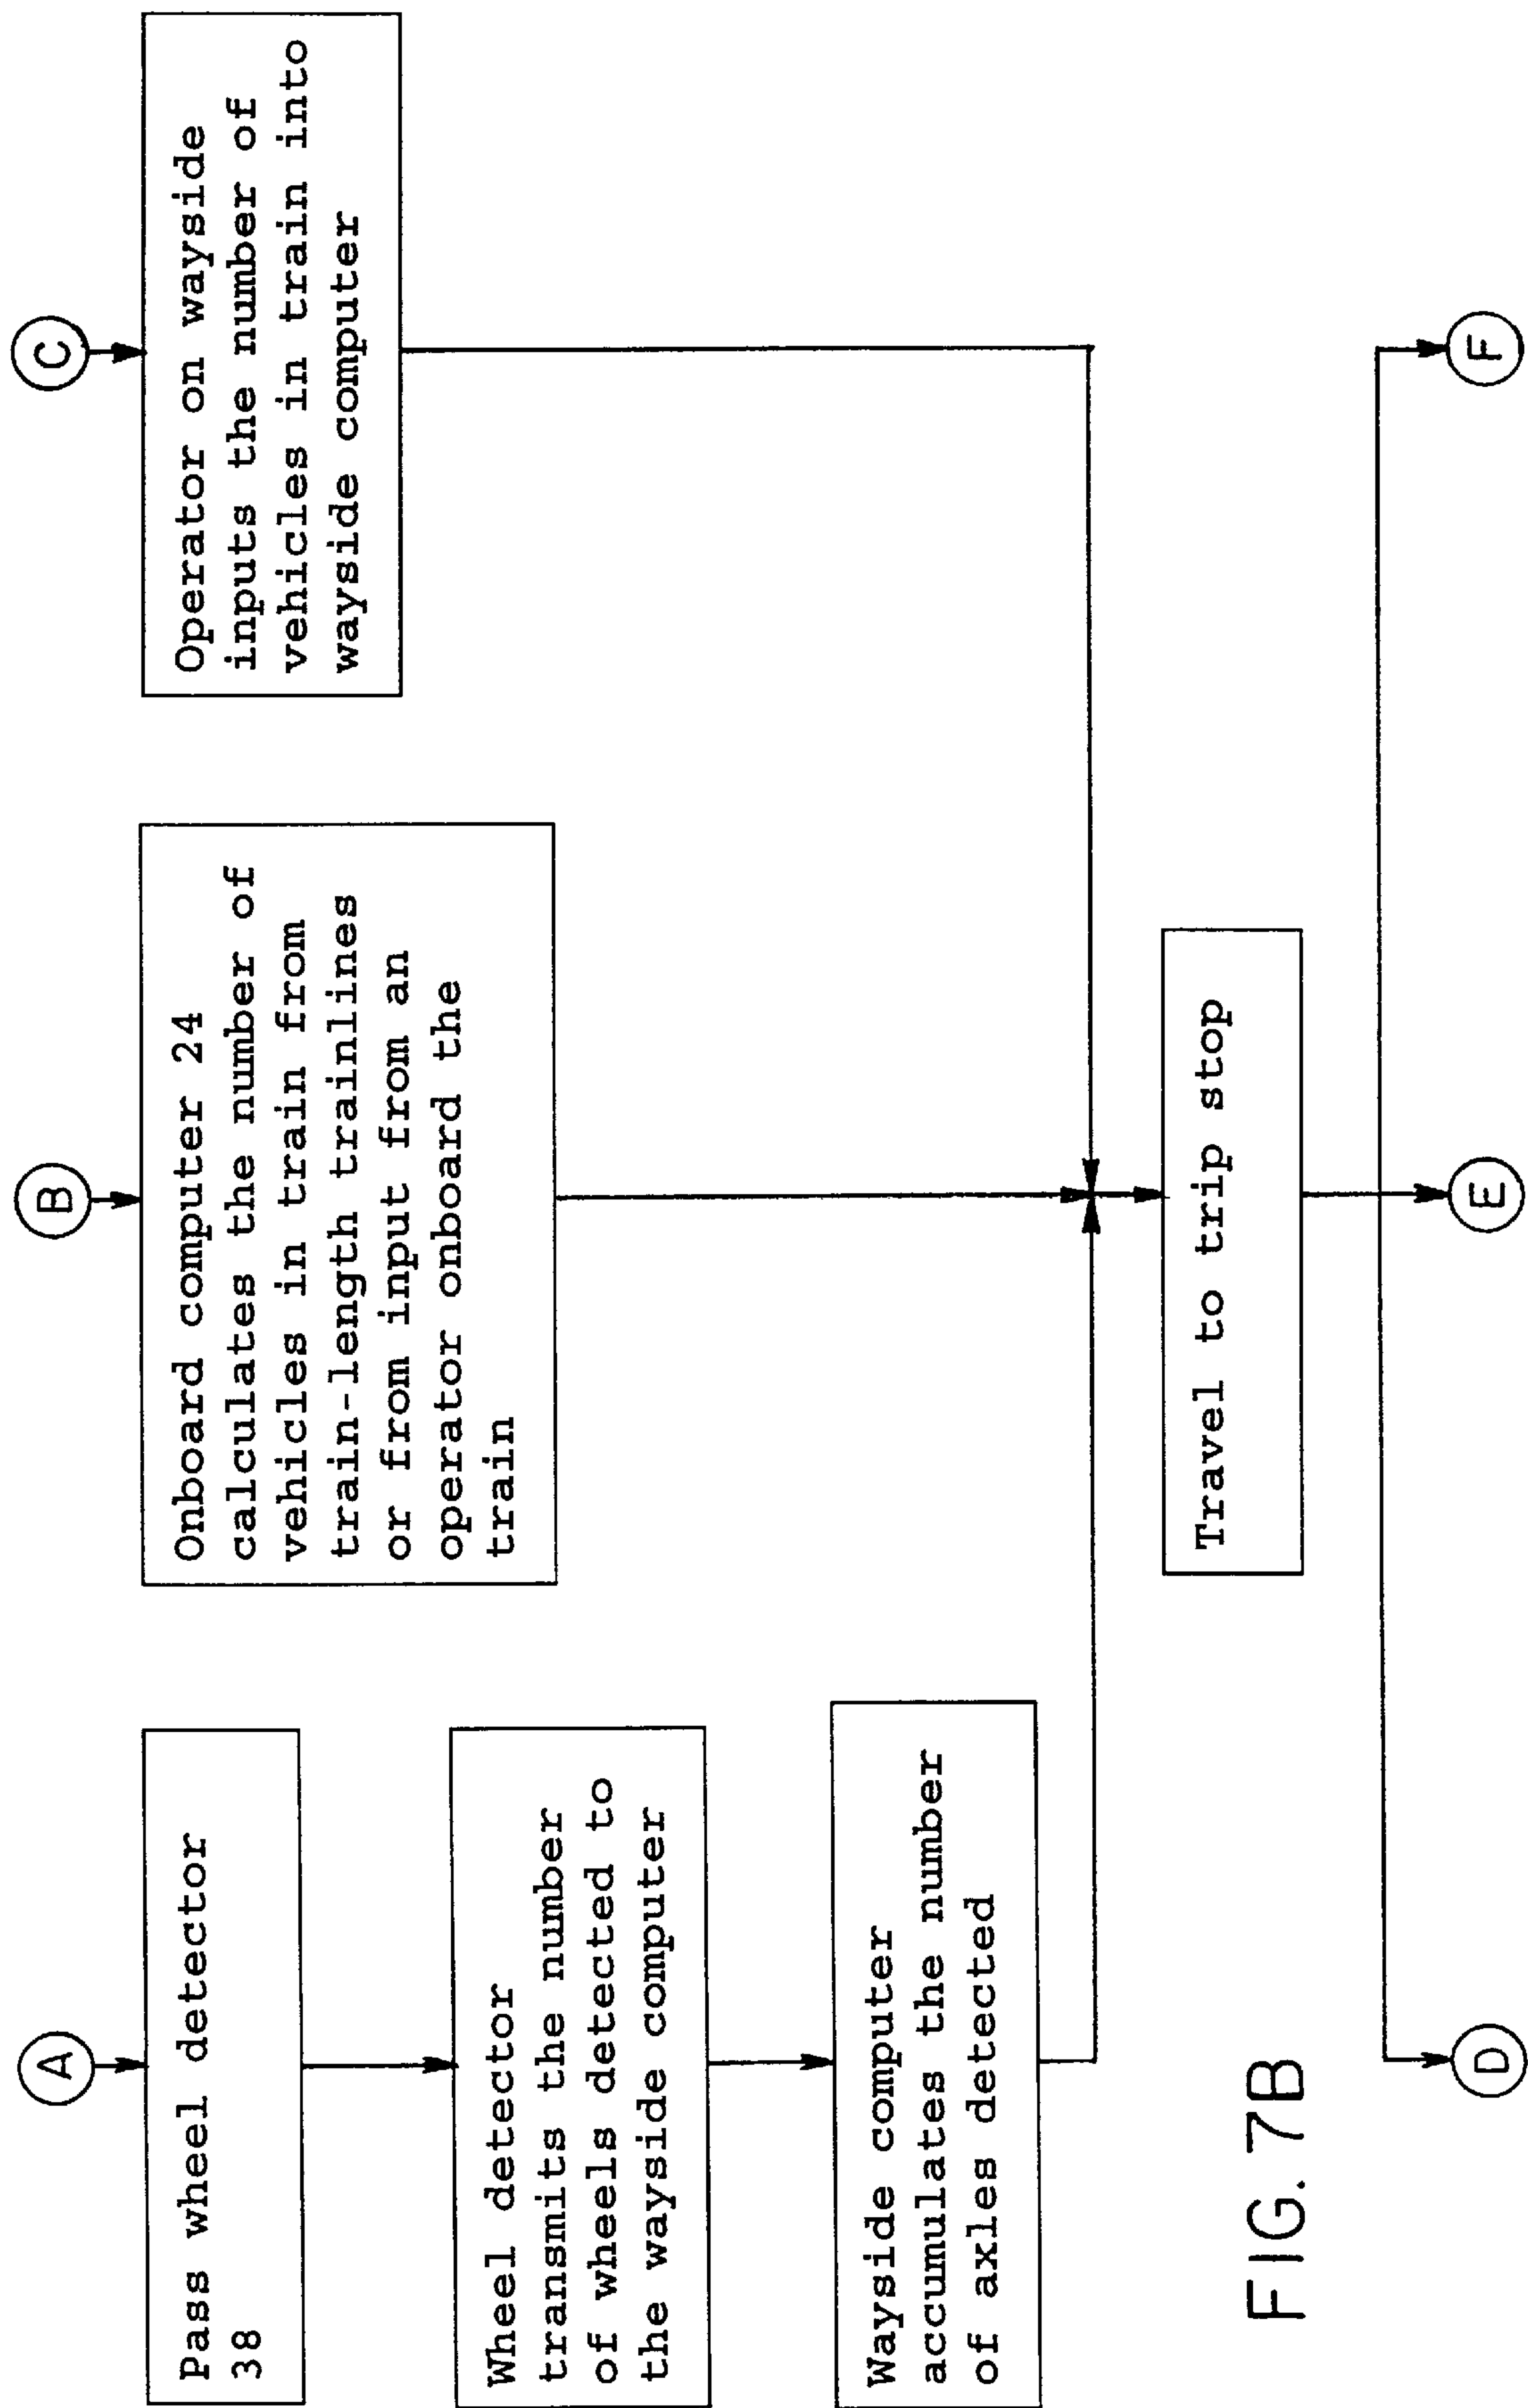 A
Pass wheel detector
38
Wheel detector
transmits the number
of wheels detected to
the wayside computer
Wayside computer
accumulates the number
of axles detected
B
Onboard computer 24
calculates the number of
vehicles in train from
train-length trainlines
or from input from an
operator onboard the
train
C
Operator on wayside
inputs the number of
vehicles in train into
wayside computer
Travel to trip stop
D
E
F
FIG. 7B